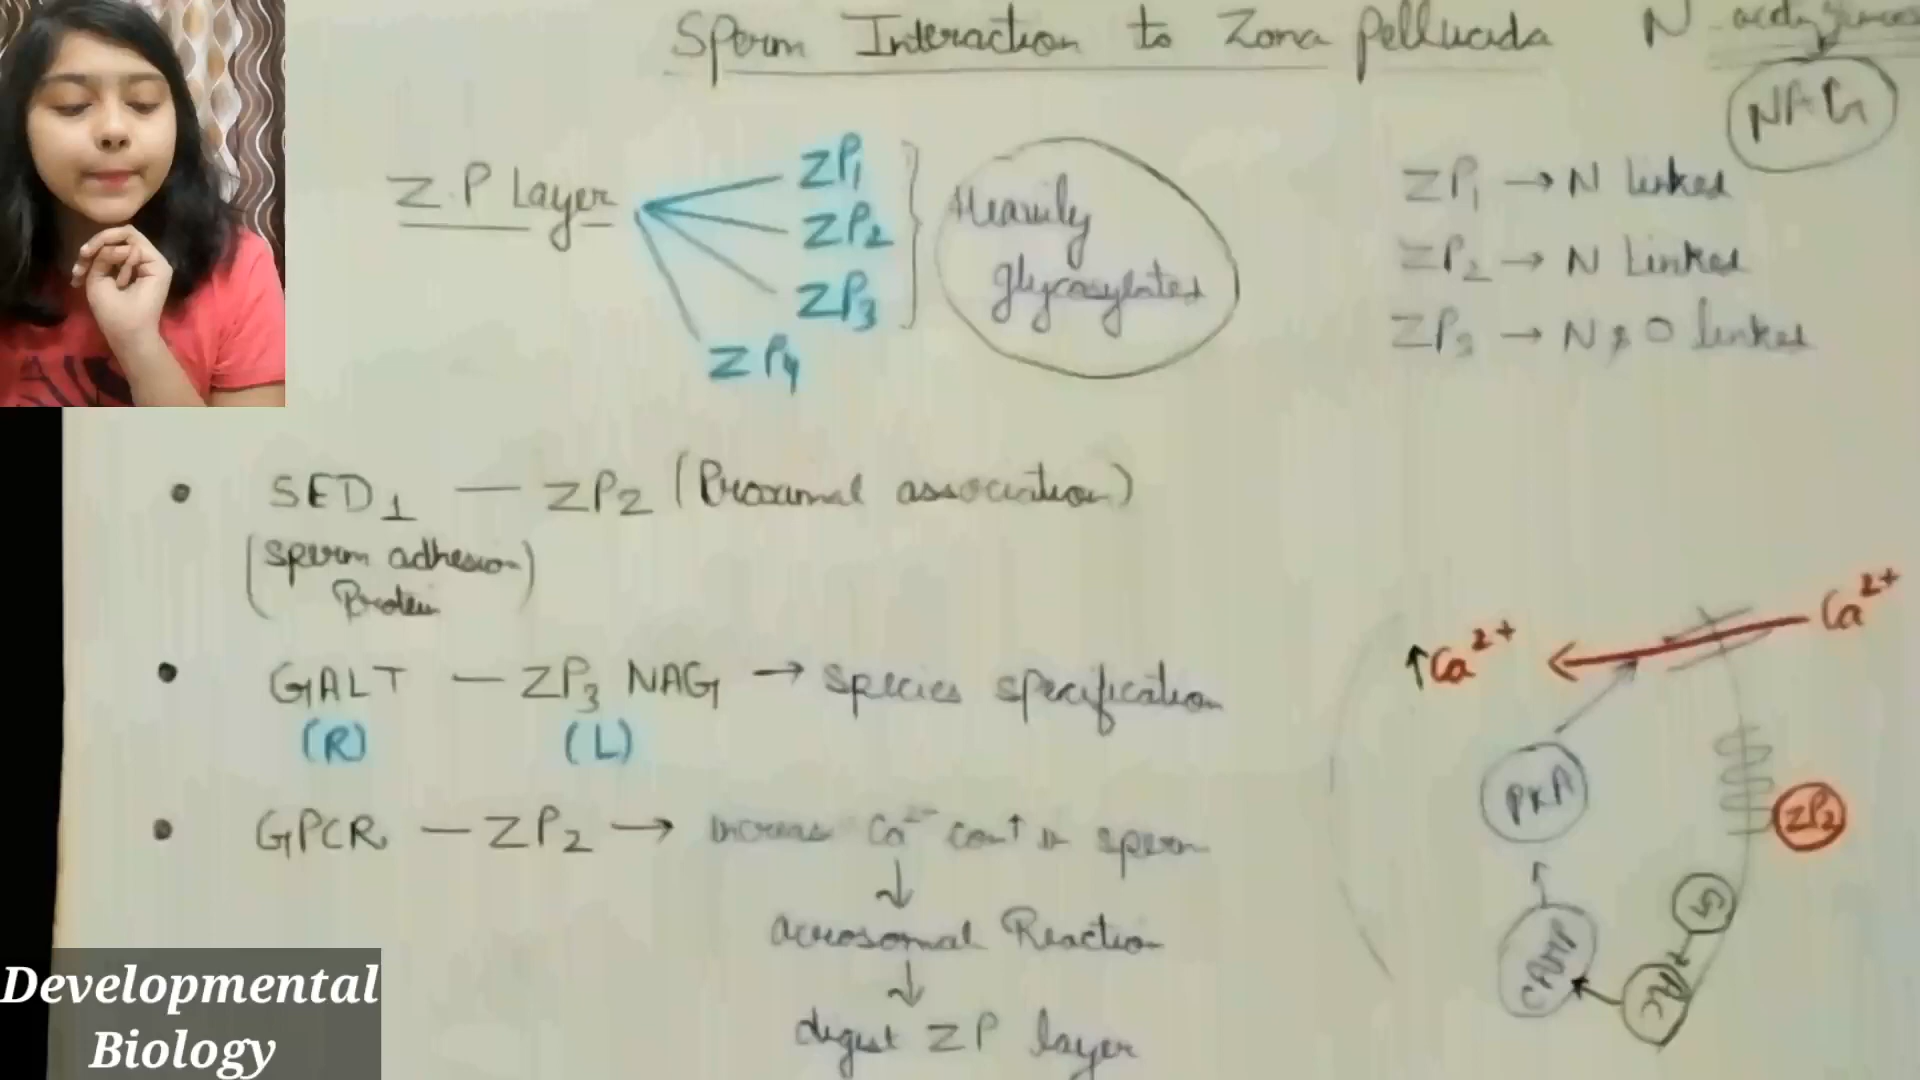 Sperm Interaction to Zona pellucida
N acety
NAG
Z.P Layer
ZP1
ZP2
ZP3
ZP4
Heavily
glycosylated
ZP1 → N linked
ZP2 → N Linked
ZP3 → N & O linked
• SED1 — ZP2 (Proximal association)
(sperm adhesion
Protein)
• GALT — ZP3 NAG → species specification
(R) (L)
• GPCR — ZP2 → increase Ca2+ con↑ in sperm
↓
acrosomal Reaction
↓
digest ZP layer
↑Ca2+
Ca2+
PKA
ZP2
G
AC
cAMP
Developmental
Biology